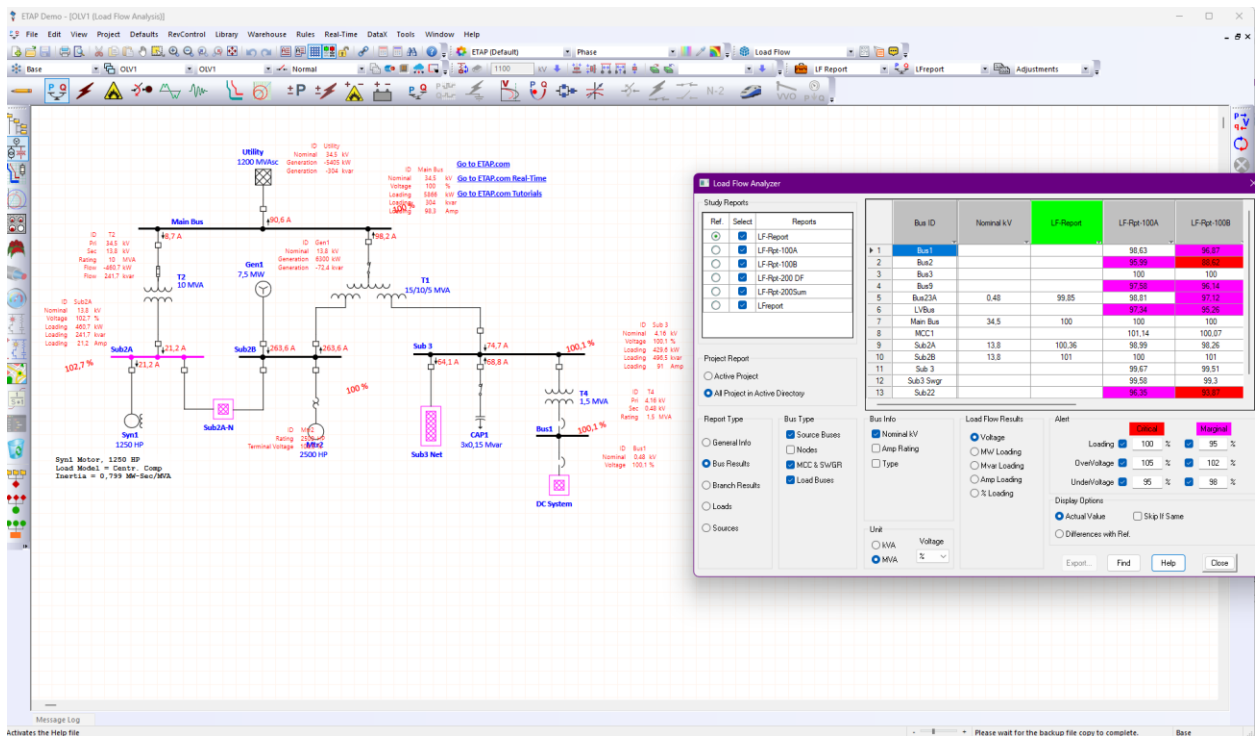 ETAP Demo - [OLV1 (Load Flow Analysis)]
File Edit View Project Defaults RevControl Library Warehouse Rules Real-Time DataX Tools Window Help
ETAP (Default) Phase Load Flow
Base OLV1 OLV1 Normal 1100 kV LF Report LFreport Adjustments
N-2
Utility
1200 MVAsc
ID Utility
Nominal 34.5 kV
Generation -5405 kW
Generation -304 kvar
Go to ETAP.com
Go to ETAP.com Real-Time
Go to ETAP.com Tutorials
ID Main Bus
Nominal 34.5 kV
Voltage 100 %
Loading 5866 kW
Loading 304 kvar
Loading 98.3 Amp
100 %
Main Bus
90,6 A
8,7 A
98,2 A
ID T2
Pri 34.5 kV
Sec 13.8 kV
Rating 10 MVA
Flow -460.7 kW
Flow 241.7 kvar
T2
10 MVA
Gen1
7,5 MW
ID Gen1
Nominal 13.8 kV
Generation 6300 kW
Generation -72.4 kvar
T1
15/10/5 MVA
ID Sub2A
Nominal 13.8 kV
Voltage 102.7 %
Loading 460.7 kW
Loading 241.7 kvar
Loading 21.2 Amp
Sub2A
21,2 A
102,7 %
21,2 A
Sub2B
263,6 A
263,6 A
100 %
Sub 3
74,7 A
100,1 %
64,1 A
68,8 A
ID Sub 3
Nominal 4.16 kV
Voltage 100.1 %
Loading 429.6 kW
Loading 496.5 kvar
Loading 91 Amp
T4
1,5 MVA
ID T4
Pri 4.16 kV
Sec 0.48 kV
Rating 1.5 MVA
Syn1
1250 HP
Sub2A-N
ID Mtr2
Rating 2500 HP
Terminal Voltage
Mtr2
2500 HP
Sub3 Net
CAP1
3x0,15 Mvar
Bus1
100,1 %
ID Bus1
Nominal 0.48 kV
Voltage 100.1 %
DC System
Syn1 Motor, 1250 HP
Load Model = Centr. Comp
Inertia = 0,799 MW-Sec/MVA
Load Flow Analyzer
Study Reports
Ref. Select Reports
LF-Report
LF-Rpt-100A
LF-Rpt-100B
LF-Rpt-200 DF
LF-Rpt-200Sum
LFreport
Project Report
Active Project
All Project in Active Directory
Bus ID Nominal kV LF-Report LF-Rpt-100A LF-Rpt-100B
1 Bus1 98,63 96,87
2 Bus2 95,99 88,62
3 Bus3 100 100
4 Bus9 97,58 96,14
5 Bus23A 0,48 99,85 98,81 97,12
6 LVBus 97,34 95,26
7 Main Bus 34,5 100 100 100
8 MCC1 101,14 100,07
9 Sub2A 13,8 100,36 98,99 98,26
10 Sub2B 13,8 101 100 101
11 Sub 3 99,67 99,51
12 Sub3 Swgr 99,58 99,3
13 Sub22 96,35 93,87
Report Type
General Info
Bus Results
Branch Results
Loads
Sources
Bus Type
Source Buses
Nodes
MCC & SWGR
Load Buses
Bus Info
Nominal kV
Amp Rating
Type
Unit
kVA
MVA
Voltage
%
Load Flow Results
Voltage
MW Loading
Mvar Loading
Amp Loading
% Loading
Alert
Critical Marginal
Loading 100 % 95 %
OverVoltage 105 % 102 %
UnderVoltage 95 % 98 %
Display Options
Actual Value Skip If Same
Differences with Ref.
Export... Find Help Close
Message Log
Activates the Help file
Please wait for the backup file copy to complete. Base